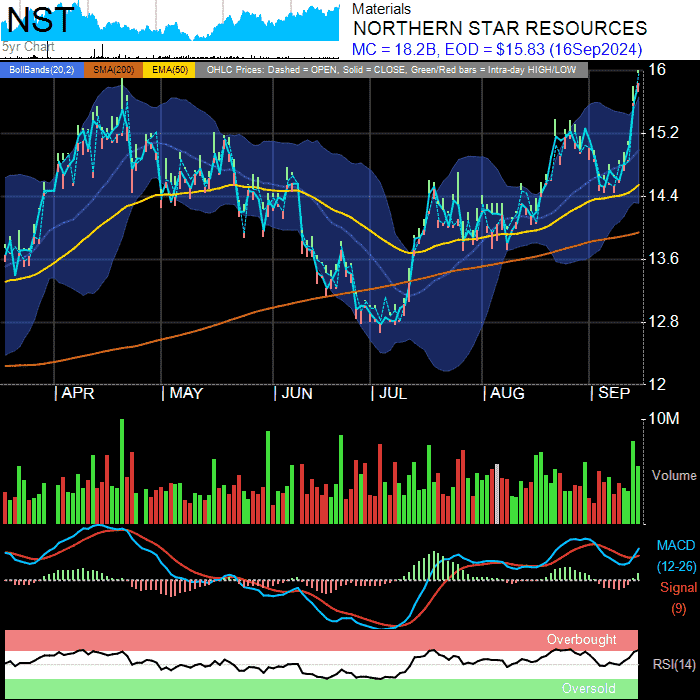 NST
5yr Chart
Materials
NORTHERN STAR RESOURCES
MC = 18.2B, EOD = $15.83 (16Sep2024)
BollBands(20,2) SMA(200) EMA(50) OHLC Prices: Dashed = OPEN, Solid = CLOSE, Green/Red bars = Intra-day HIGH/LOW
16
15.2
14.4
13.6
12.8
12
APR MAY JUN JUL AUG SEP
10M
Volume
MACD
(12-26)
Signal
(9)
Overbought
RSI(14)
Oversold